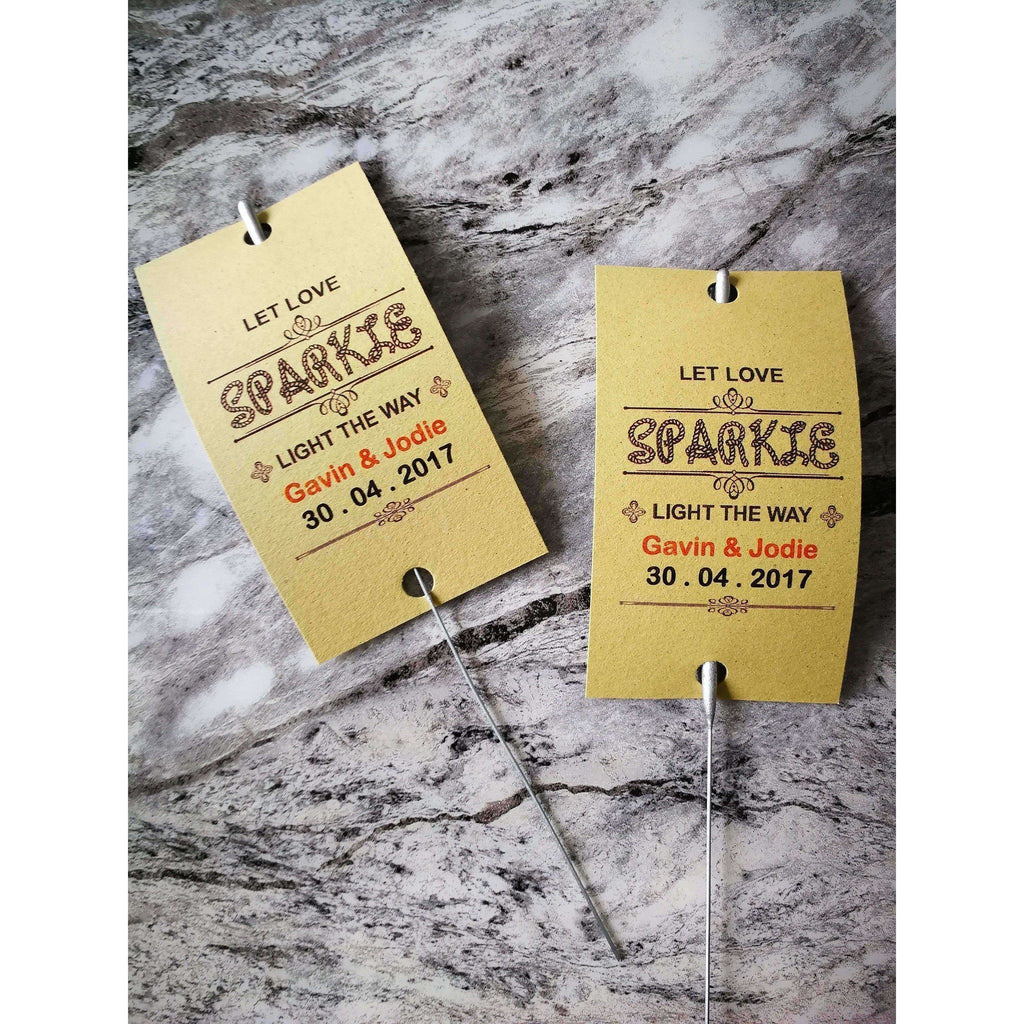 LET LOVE
SPARKLE
LIGHT THE WAY
Gavin & Jodie
30 . 04 . 2017
LET LOVE
SPARKLE
LIGHT THE WAY
Gavin & Jodie
30 . 04 . 2017